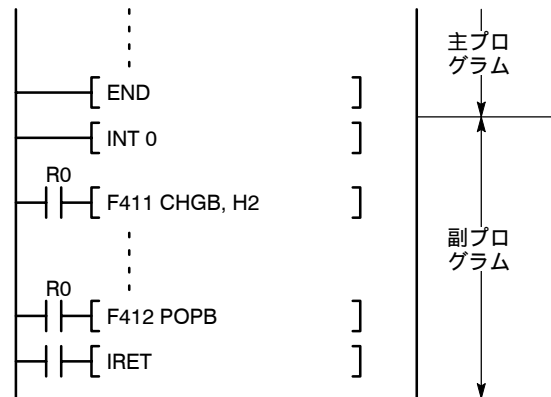 主プロ
グラム
END
INT 0
R0
F411 CHGB, H2
副プロ
グラム
R0
F412 POPB
IRET